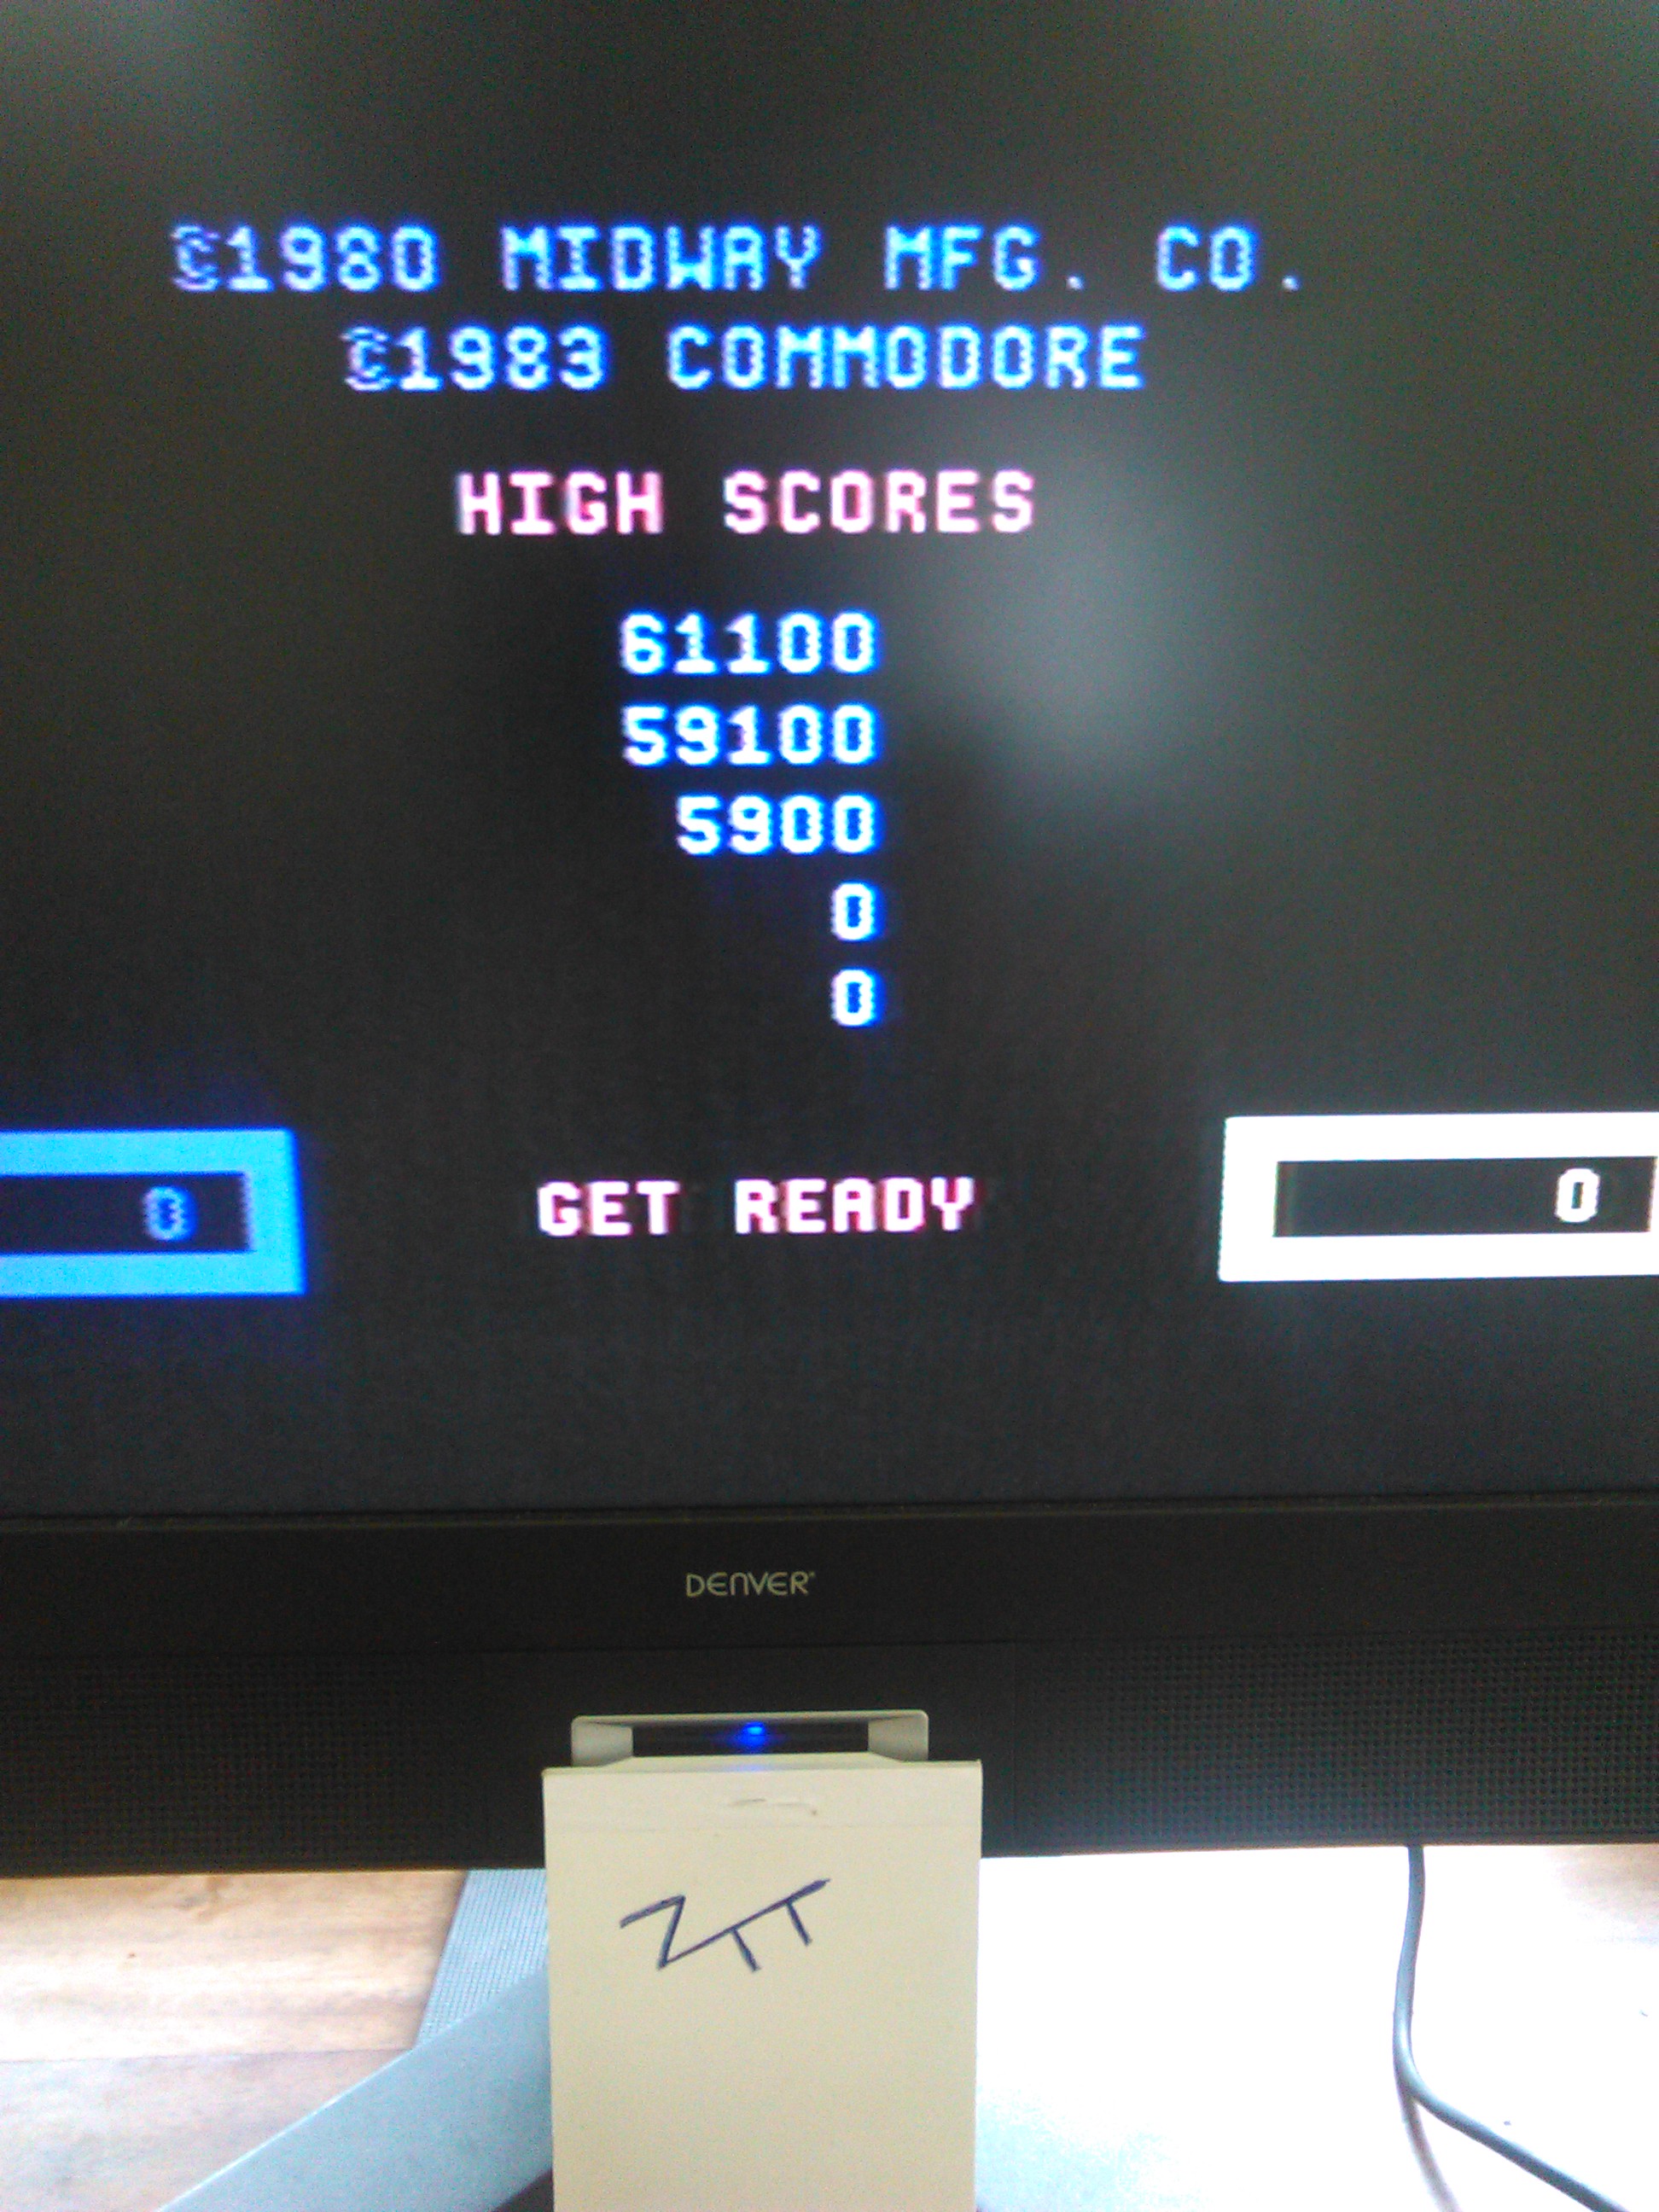 ©1980 MIDWAY MFG. CO.
©1983 COMMODORE
HIGH SCORES
61100
59100
5900
0
0
0 GET READY 0
DENVER
ZTT